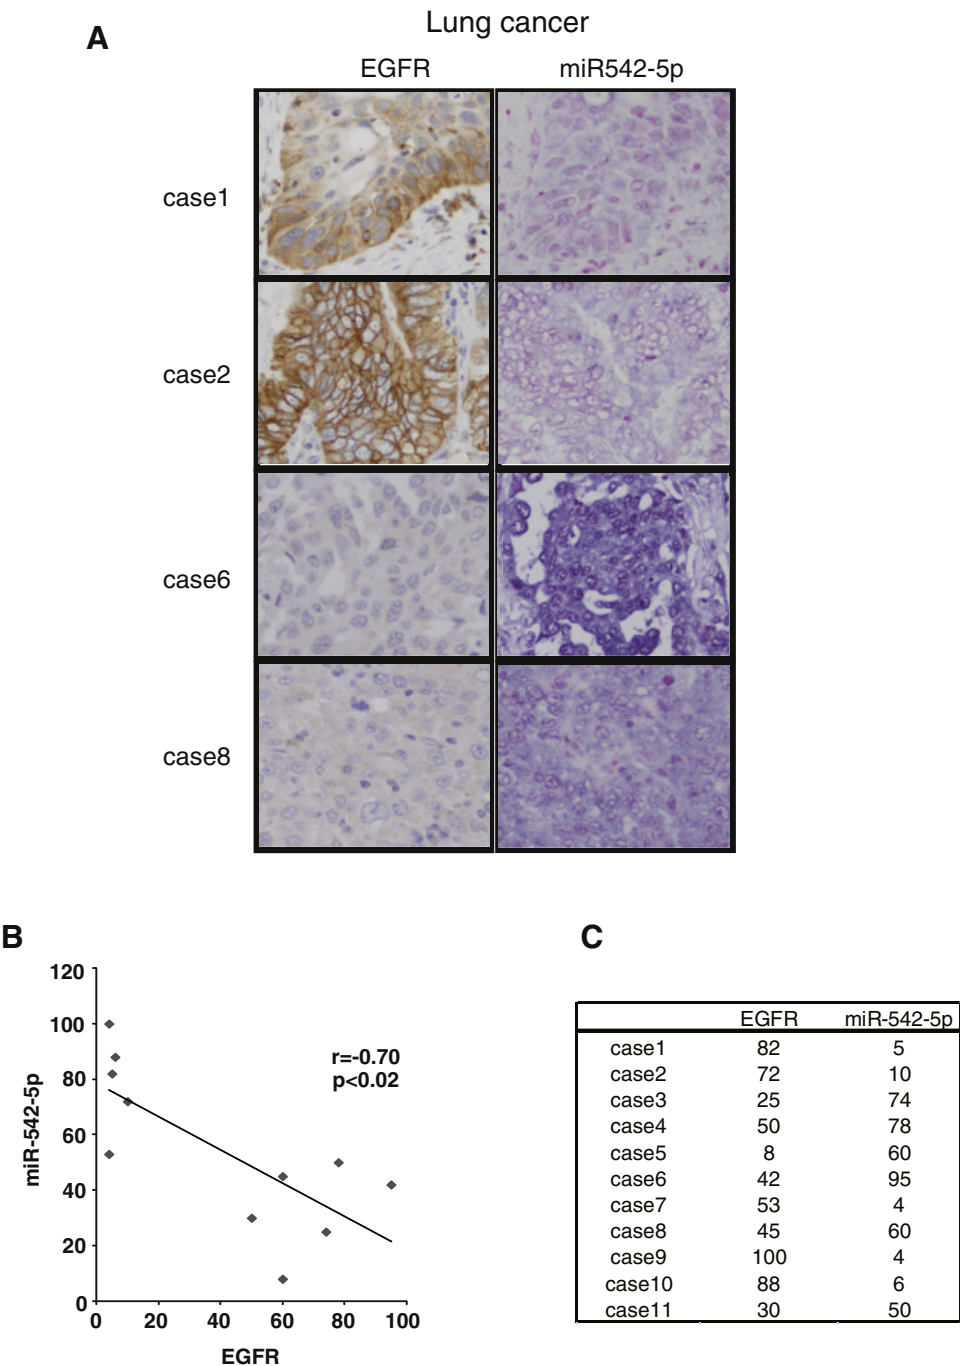 Lung cancer
A
EGFR miR542-5p
case1
case2
case6
case8
B
120
100
80
60
40
20
0
miR-542-5p
r=-0.70
p<0.02
0 20 40 60 80 100
EGFR
C
EGFR miR-542-5p
case1 82 5
case2 72 10
case3 25 74
case4 50 78
case5 8 60
case6 42 95
case7 53 4
case8 45 60
case9 100 4
case10 88 6
case11 30 50